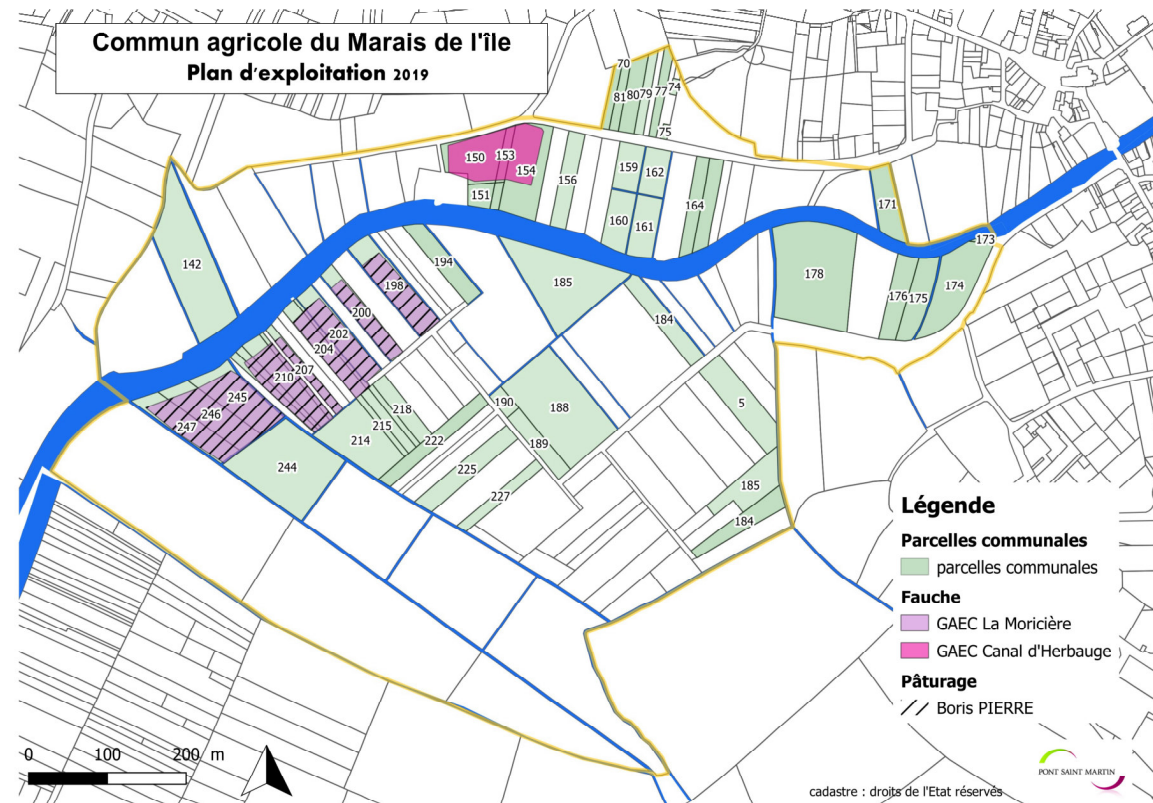 Commun agricole du Marais de l'île
Plan d'exploitation 2019
70
81 80 79 77 74
75
150 153 154 156 159 162
151 160 161 164 171
173
142 194 185 178 176 175 174
198
200
202
204
207
210
184
245
246
247
218
215
214
222
190
188
189
5
244
225
227
185
184
Légende
Parcelles communales
parcelles communales
Fauche
GAEC La Moricière
GAEC Canal d'Herbauge
Pâturage
Boris PIERRE
0 100 200 m
PONT SAINT MARTIN
cadastre : droits de l'Etat réservés